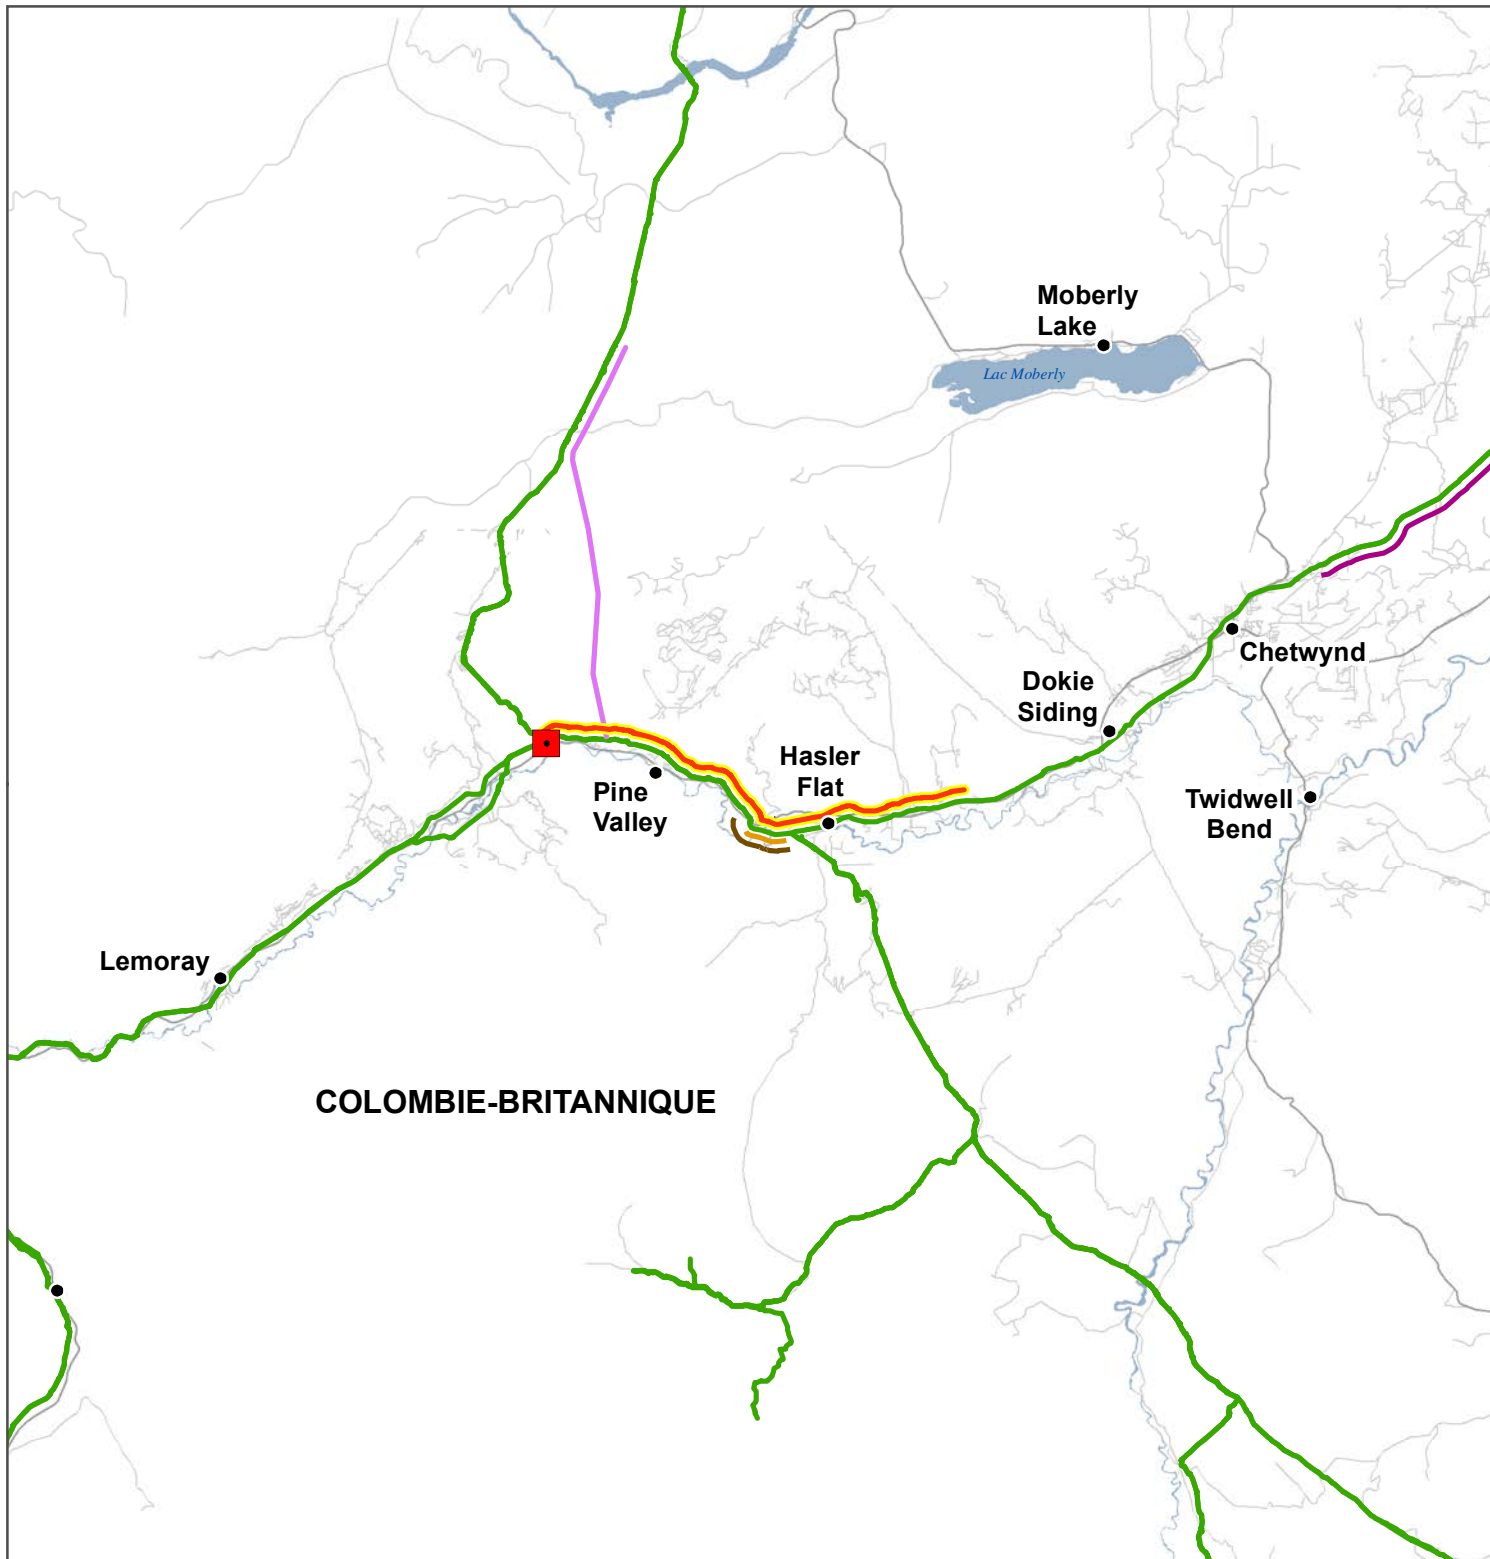 Moberly
Lake
Lac Moberly
Chetwynd
Dokie
Siding
Hasler
Flat
Pine
Valley
Twidwell
Bend
Lemoray
COLOMBIE-BRITANNIQUE